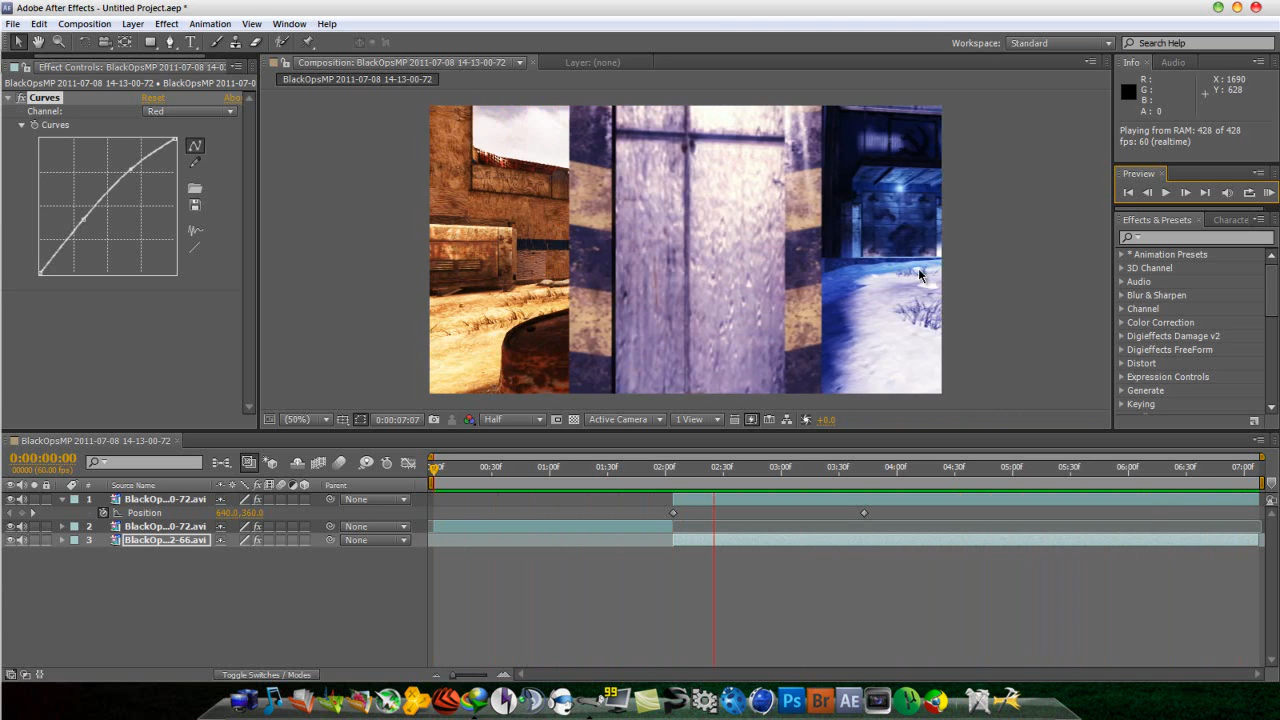 Adobe After Effects - Untitled Project.aep *
File Edit Composition Layer Effect Animation View Window Help
Workspace: Standard Search Help
Effect Controls: BlackOpsMP 2011-07-08 14-
BlackOpsMP 2011-07-08 14-13-00-72 • BlackOpsMP 2011-07-0
Curves Reset Abo
Channel: Red
Curves
Composition: BlackOpsMP 2011-07-08 14-13-00-72
Layer: (none)
BlackOpsMP 2011-07-08 14-13-00-72
(50%) 0:00:07:07 Half Active Camera 1 View +0.0
Info Audio
R: X: 1690
G: Y: 628
B:
A: 0
Playing from RAM: 428 of 428
fps: 60 (realtime)
Preview
Effects & Presets Characte
* Animation Presets
3D Channel
Audio
Blur & Sharpen
Channel
Color Correction
Digieffects Damage v2
Digieffects FreeForm
Distort
Expression Controls
Generate
Keying
BlackOpsMP 2011-07-08 14-13-00-72
0:00:00:00
00000 (60.00 fps)
00:30f 01:00f 01:30f 02:00f 02:30f 03:00f 03:30f 04:00f 04:30f 05:00f 05:30f 06:00f 06:30f 07:00f
# Source Name Parent
1 BlackOp...0-72.avi None
Position 640.0,360.0
2 BlackOp...0-72.avi None
3 BlackOp...2-66.avi None
Toggle Switches / Modes
99
Ps Br AE